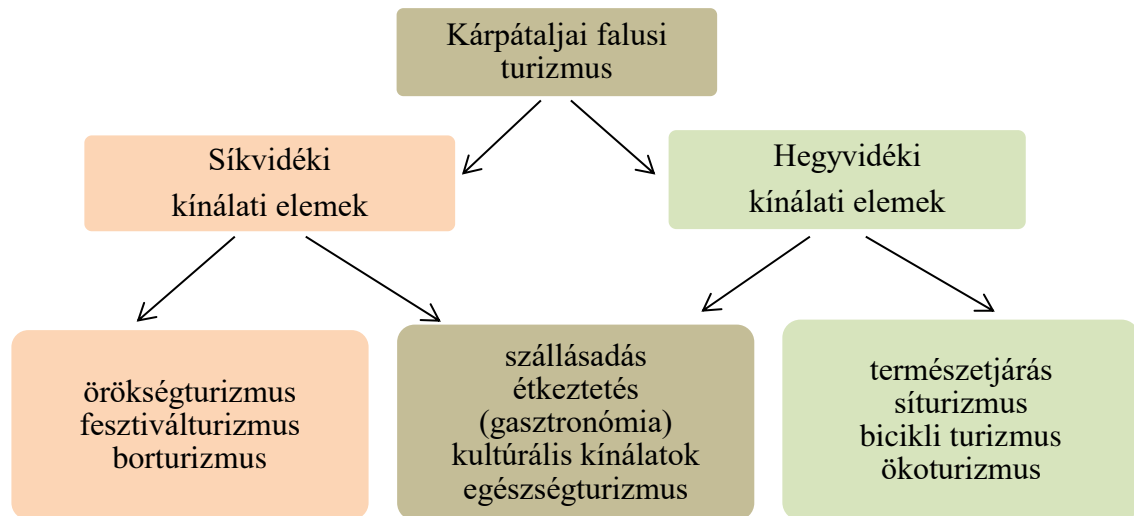 Kárpátaljai falusi
turizmus
Síkvidéki
kínálati elemek
Hegyvidéki
kínálati elemek
örökségturizmus
fesztiválturizmus
borturizmus
szállásadás
étkeztetés
(gasztronómia)
kultúrális kínálatok
egészségturizmus
természetjárás
síturizmus
bicikli turizmus
ökoturizmus